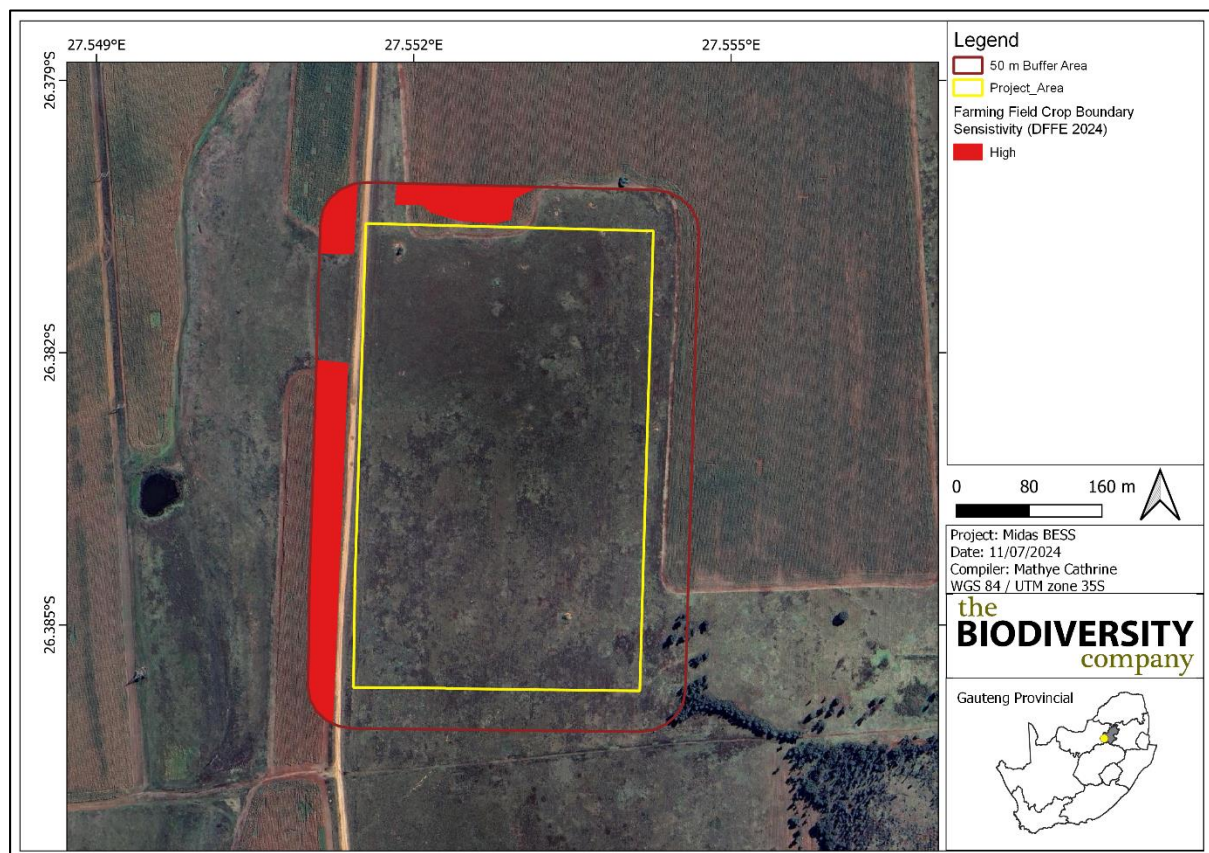 27.549°E
27.552°E
27.555°E
26.379°S
26.382°S
26.385°S
Legend
50 m Buffer Area
Project_Area
Farming Field Crop Boundary
Sensistivity (DFFE 2024)
High
0 80 160 m
Project: Midas BESS
Date: 11/07/2024
Compiler: Mathye Cathrine
WGS 84 / UTM zone 35S
the
BIODIVERSITY
company
Gauteng Provincial